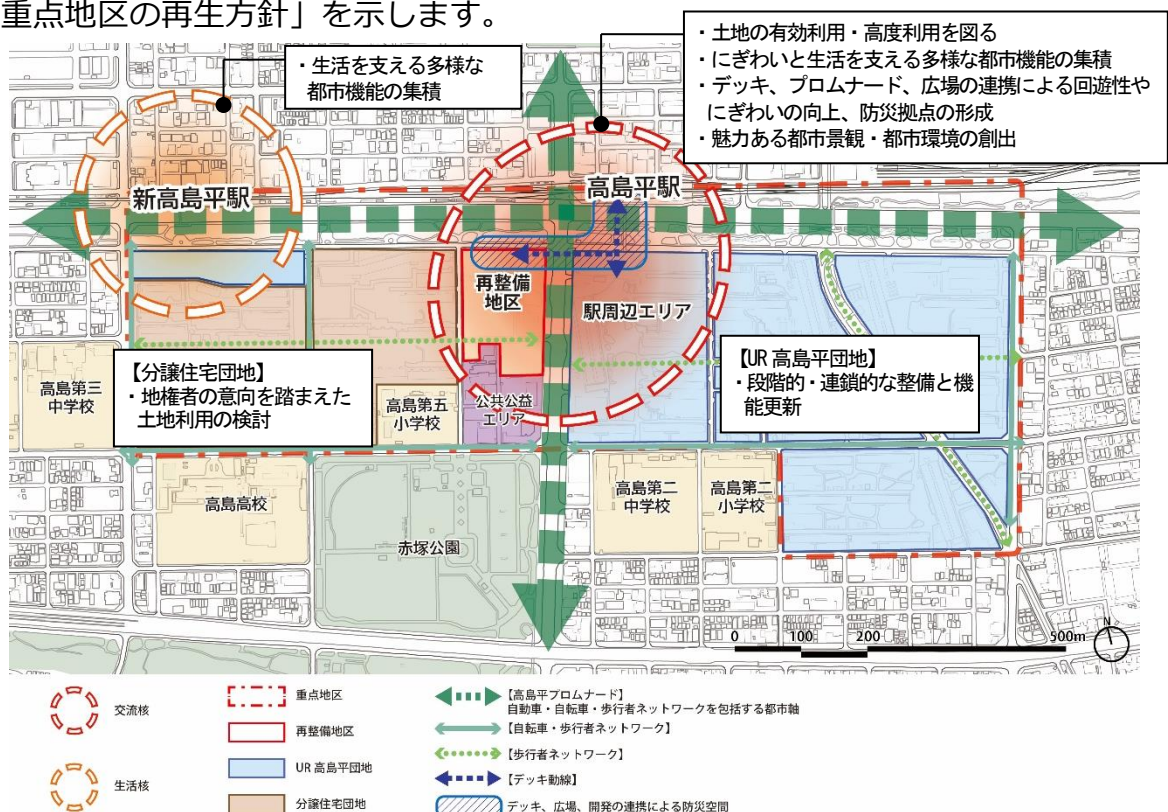 重点地区の再生方針」を示します。
・土地の有効利用・高度利用を図る
・にぎわいと生活を支える多様な都市機能の集積
・デッキ、プロムナード、広場の連携による回遊性や
にぎわいの向上、防災拠点の形成
・魅力ある都市景観・都市環境の創出
・生活を支える多様な
都市機能の集積
新高島平駅
高島平駅
再整備
地区
駅周辺エリア
【分譲住宅団地】
・地権者の意向を踏まえた
土地利用の検討
【UR 高島平団地】
・段階的・連鎖的な整備と機
能更新
高島第三
中学校
高島第五
小学校
公共公益
エリア
高島高校
赤塚公園
高島第二
中学校
高島第二
小学校
0 100 200 500m
N
交流核
生活核
重点地区
再整備地区
UR 高島平団地
分譲住宅団地
【高島平プロムナード】
自動車・自転車・歩行者ネットワークを包括する都市軸
【自転車・歩行者ネットワーク】
【歩行者ネットワーク】
【デッキ動線】
デッキ、広場、開発の連携による防災空間